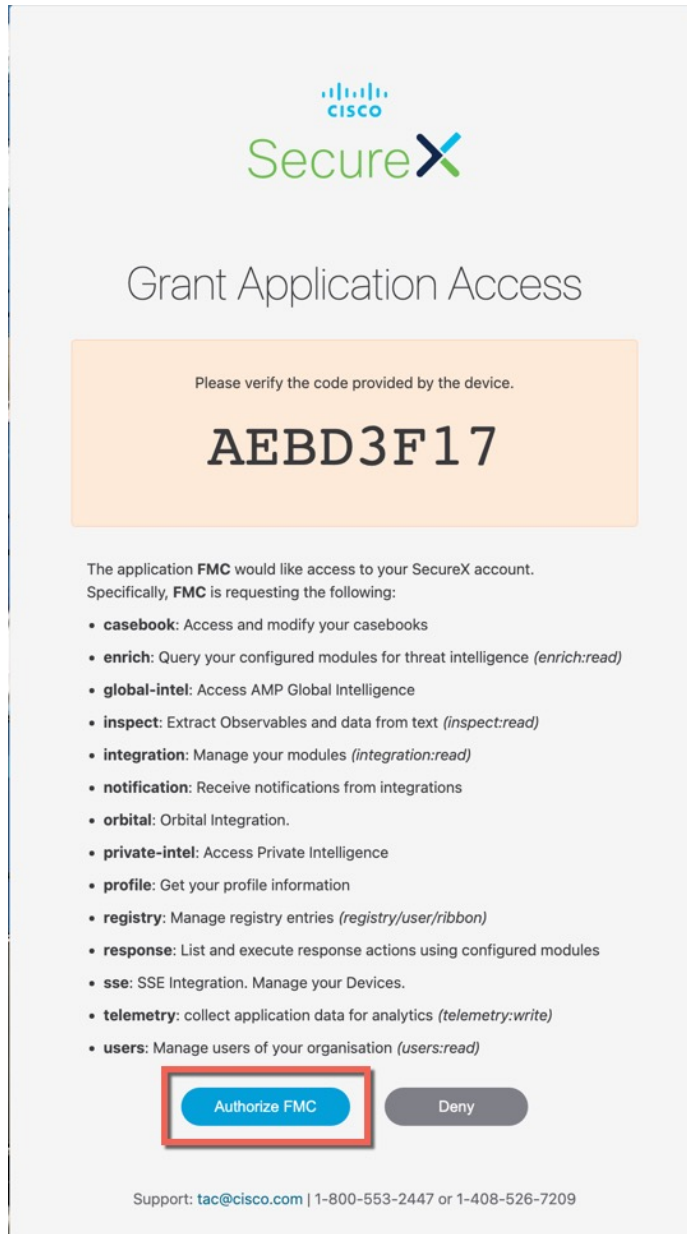 CISCO
SecureX
Grant Application Access
Please verify the code provided by the device.
AEBD3F17
The application FMC would like access to your SecureX account.
Specifically, FMC is requesting the following:
• casebook: Access and modify your casebooks
• enrich: Query your configured modules for threat intelligence (enrich:read)
• global-intel: Access AMP Global Intelligence
• inspect: Extract Observables and data from text (inspect:read)
• integration: Manage your modules (integration:read)
• notification: Receive notifications from integrations
• orbital: Orbital Integration.
• private-intel: Access Private Intelligence
• profile: Get your profile information
• registry: Manage registry entries (registry/user/ribbon)
• response: List and execute response actions using configured modules
• sse: SSE Integration. Manage your Devices.
• telemetry: collect application data for analytics (telemetry:write)
• users: Manage users of your organisation (users:read)
Authorize FMC Deny
Support: tac@cisco.com | 1-800-553-2447 or 1-408-526-7209